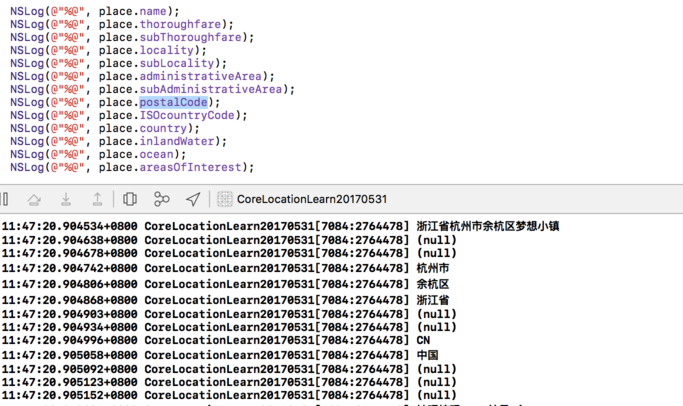 NSLog(@"%@", place.name);
NSLog(@"%@", place.thoroughfare);
NSLog(@"%@", place.subThoroughfare);
NSLog(@"%@", place.locality);
NSLog(@"%@", place.subLocality);
NSLog(@"%@", place.administrativeArea);
NSLog(@"%@", place.subAdministrativeArea);
NSLog(@"%@", place.postalCode);
NSLog(@"%@", place.ISOcountryCode);
NSLog(@"%@", place.country);
NSLog(@"%@", place.inlandWater);
NSLog(@"%@", place.ocean);
NSLog(@"%@", place.areasOfInterest);
CoreLocationLearn20170531
11:47:20.904534+0800 CoreLocationLearn20170531[7084:2764478] 浙江省杭州市余杭区梦想小镇
11:47:20.904638+0800 CoreLocationLearn20170531[7084:2764478] (null)
11:47:20.904678+0800 CoreLocationLearn20170531[7084:2764478] (null)
11:47:20.904742+0800 CoreLocationLearn20170531[7084:2764478] 杭州市
11:47:20.904806+0800 CoreLocationLearn20170531[7084:2764478] 余杭区
11:47:20.904868+0800 CoreLocationLearn20170531[7084:2764478] 浙江省
11:47:20.904903+0800 CoreLocationLearn20170531[7084:2764478] (null)
11:47:20.904934+0800 CoreLocationLearn20170531[7084:2764478] (null)
11:47:20.904996+0800 CoreLocationLearn20170531[7084:2764478] CN
11:47:20.905058+0800 CoreLocationLearn20170531[7084:2764478] 中国
11:47:20.905092+0800 CoreLocationLearn20170531[7084:2764478] (null)
11:47:20.905123+0800 CoreLocationLearn20170531[7084:2764478] (null)
11:47:20.905152+0800 CoreLocationLearn20170531[7084:2764478] (null)